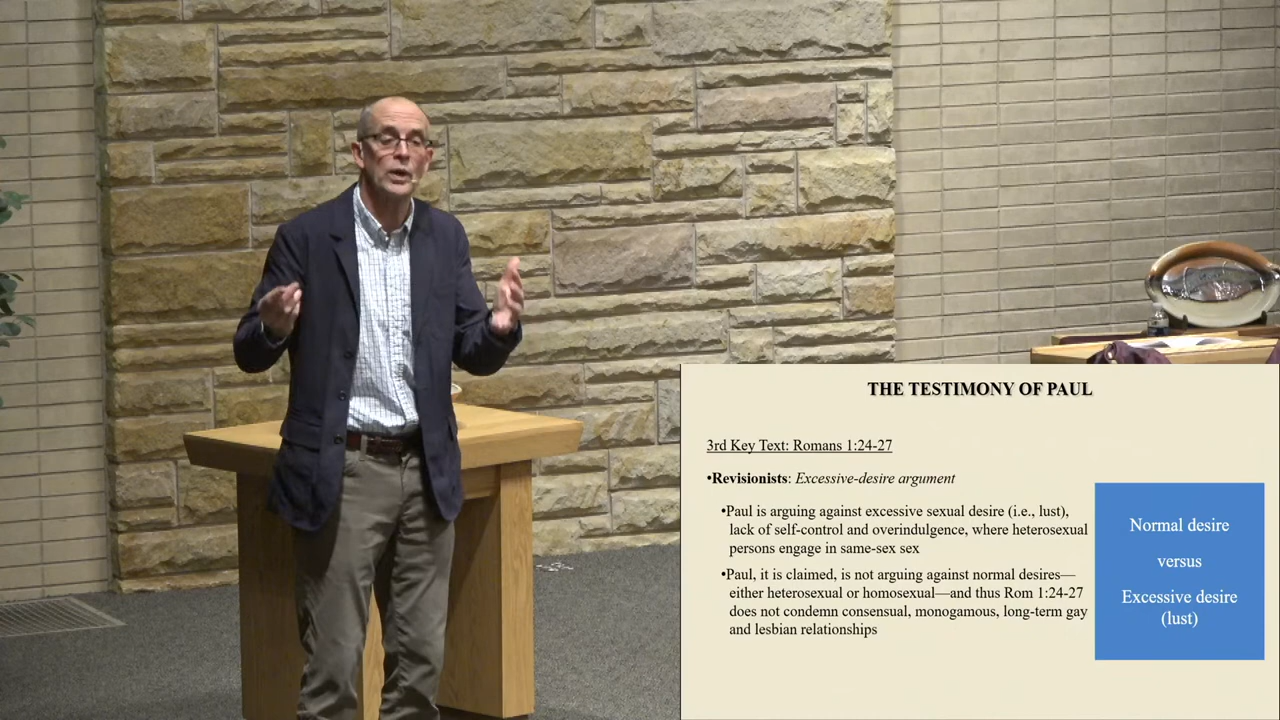 THE TESTIMONY OF PAUL
3rd Key Text: Romans 1:24-27
•Revisionists: Excessive-desire argument
•Paul is arguing against excessive sexual desire (i.e., lust),
lack of self-control and overindulgence, where heterosexual
persons engage in same-sex sex
•Paul, it is claimed, is not arguing against normal desires—
either heterosexual or homosexual—and thus Rom 1:24-27
does not condemn consensual, monogamous, long-term gay
and lesbian relationships
Normal desire
versus
Excessive desire
(lust)